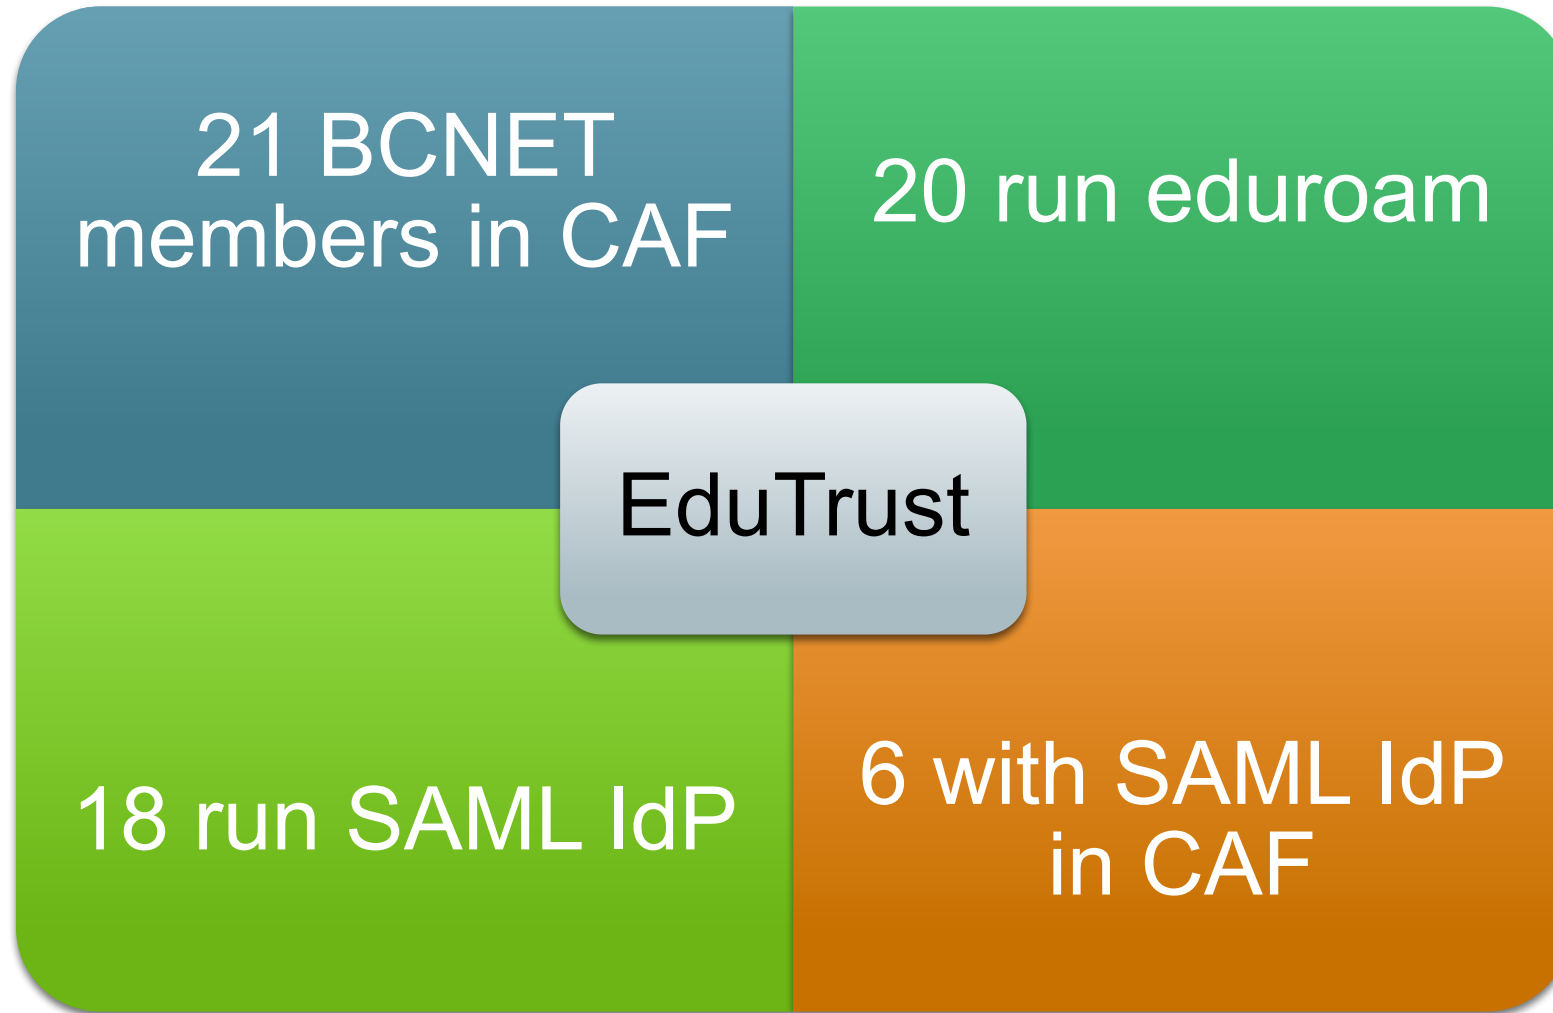 21 BCNET
members in CAF
20 run eduroam
EduTrust
18 run SAML IdP
6 with SAML IdP
in CAF